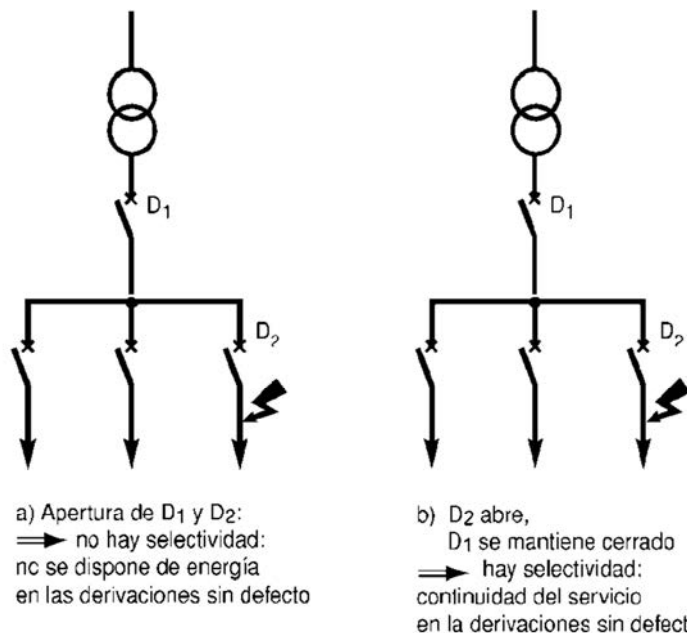 D1
D1
D2
D2
a) Apertura de D1 y D2:
no hay selectividad:
nc se dispone de energía
en las derivaciones sin defecto
b) D2 abre,
D1 se mantiene cerrado
hay selectividad:
continuidad del servicio
en la derivaciones sin defect